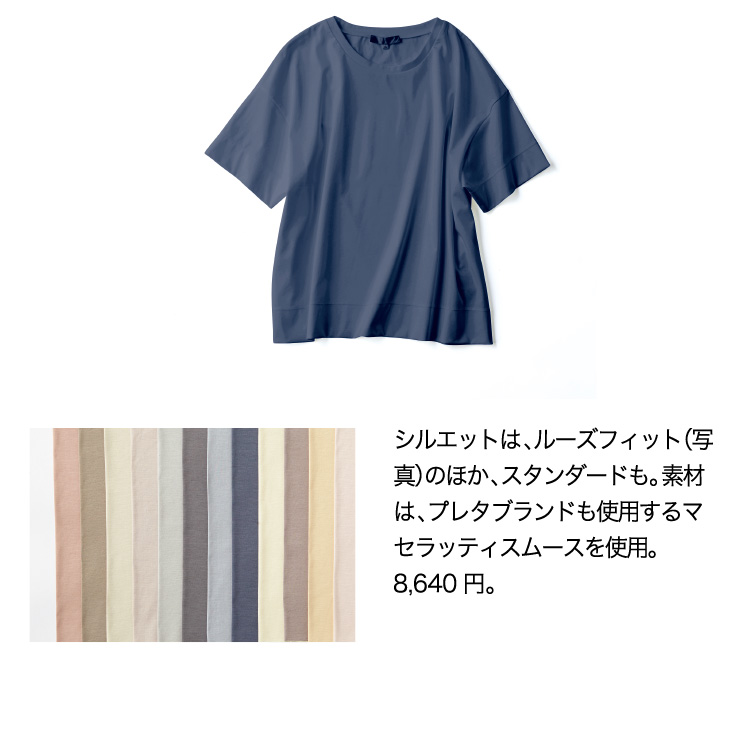 シルエットは、ルーズフィット（写
真）のほか、スタンダードも。素材
は、プレタブランドも使用するマ
セラッティスムースを使用。
8,640 円。